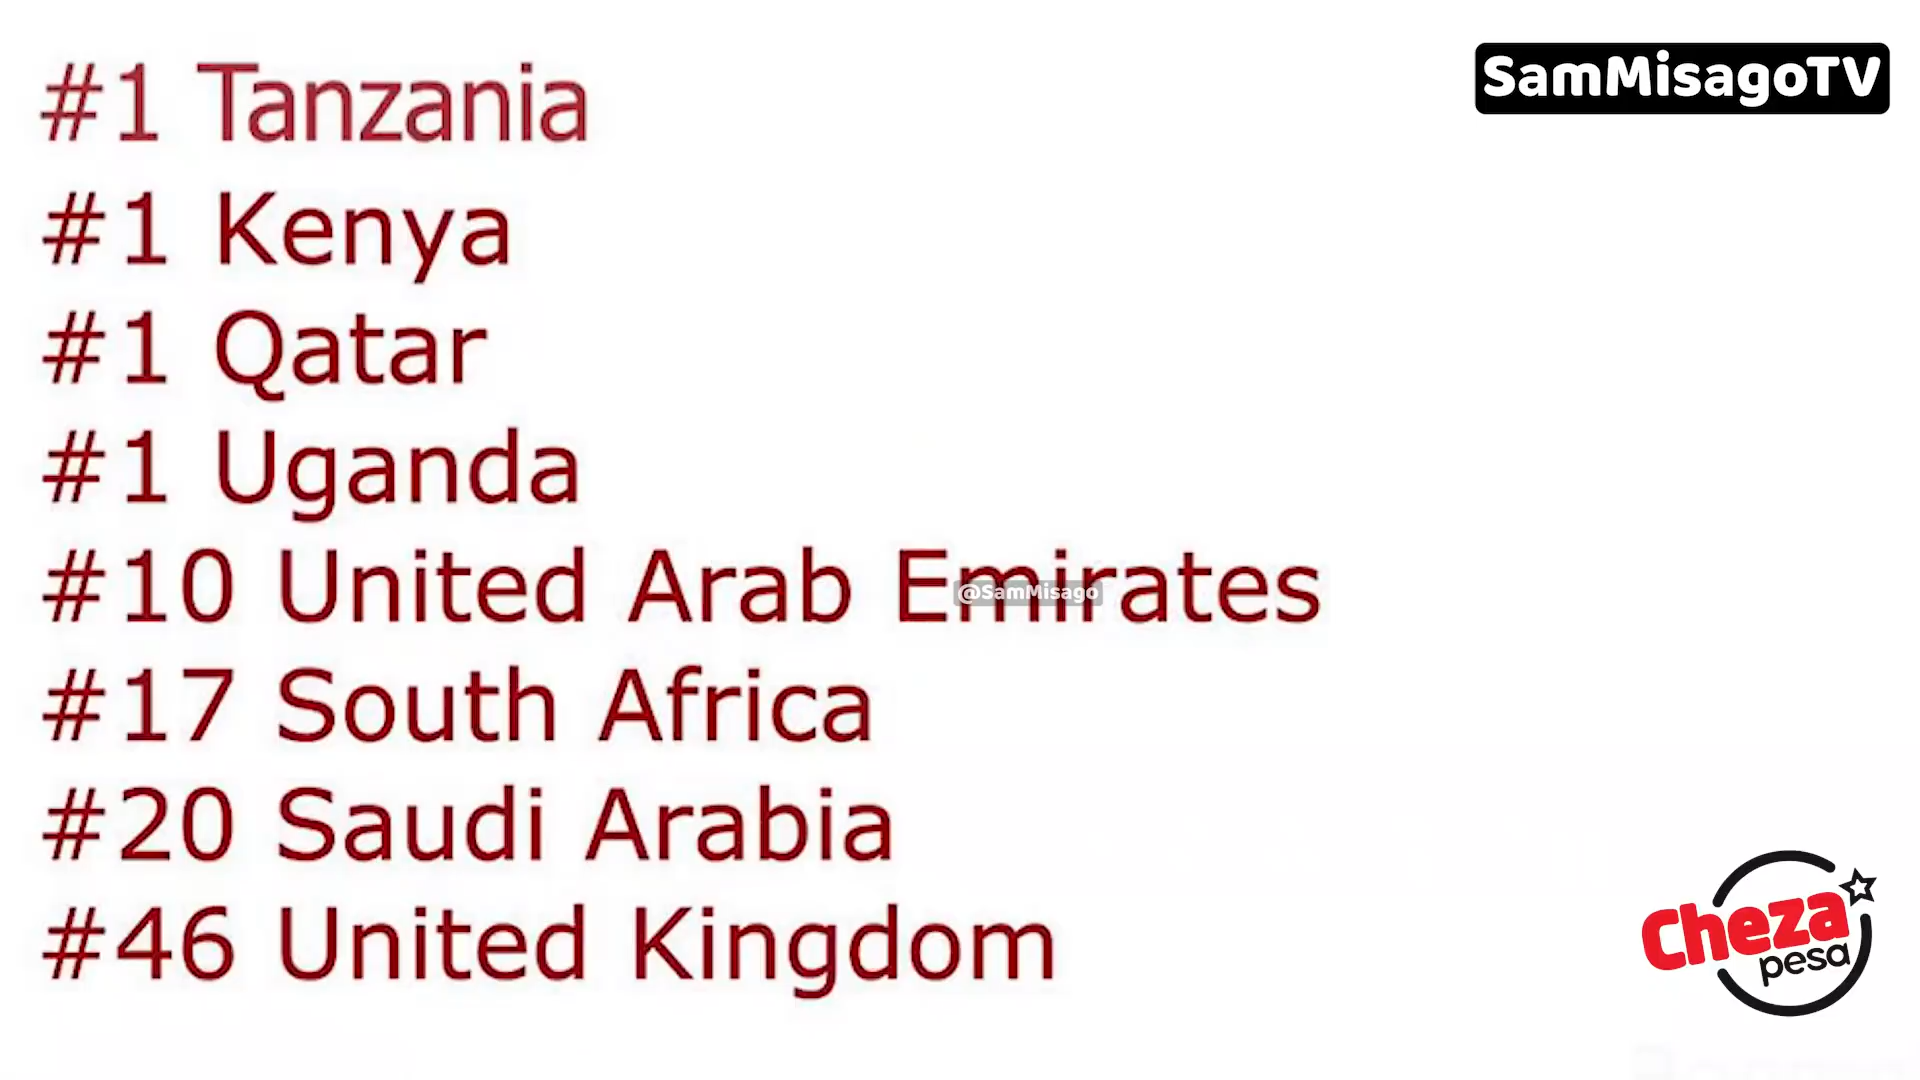 #1 Tanzania
SamMisagoTV
#1 Kenya
#1 Qatar
#1 Uganda
#10 United Arab Emirates
@SamMisago
#17 South Africa
#20 Saudi Arabia
#46 United Kingdom
Cheza
pesa